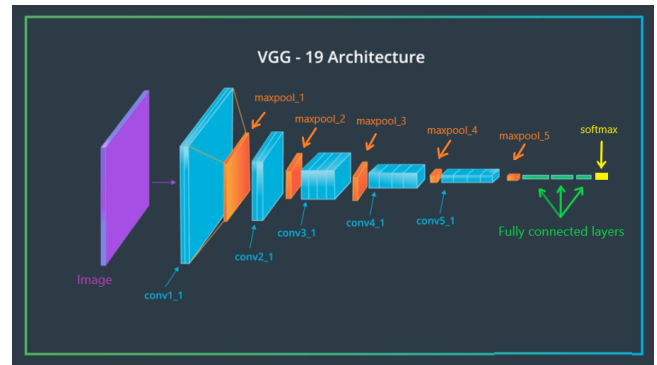 VGG - 19 Architecture
maxpool_1
maxpool_2
maxpool_3
maxpool_4
maxpool_5
softmax
Image
conv1_1
conv2_1
conv3_1
conv4_1
conv5_1
Fully connected layers